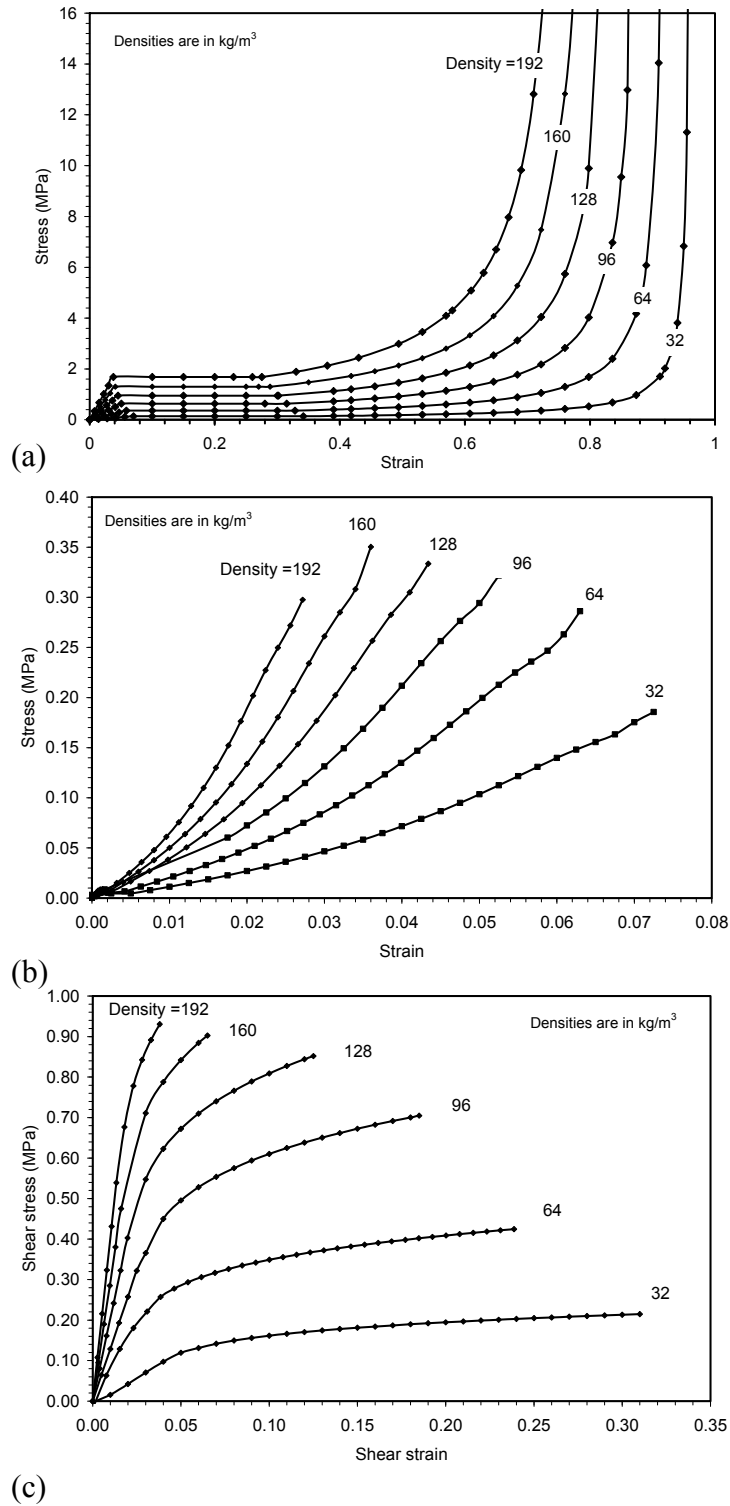 16
Densities are in kg/m³
14
Density =192
12
160
10
Stress (MPa)
128
8
6
96
4
64
32
2
0
0 0.2 0.4 0.6 0.8 1
Strain
(a)
0.40
Densities are in kg/m³
160
0.35
128
Density =192
96
0.30
64
0.25
Stress (MPa)
32
0.20
0.15
0.10
0.05
0.00
0.00 0.01 0.02 0.03 0.04 0.05 0.06 0.07 0.08
Strain
(b)
1.00
Density =192
Densities are in kg/m³
160
0.90
128
0.80
96
0.70
0.60
Shear stress (MPa)
0.50
64
0.40
0.30
32
0.20
0.10
0.00
0.00 0.05 0.10 0.15 0.20 0.25 0.30 0.35
Shear strain
(c)